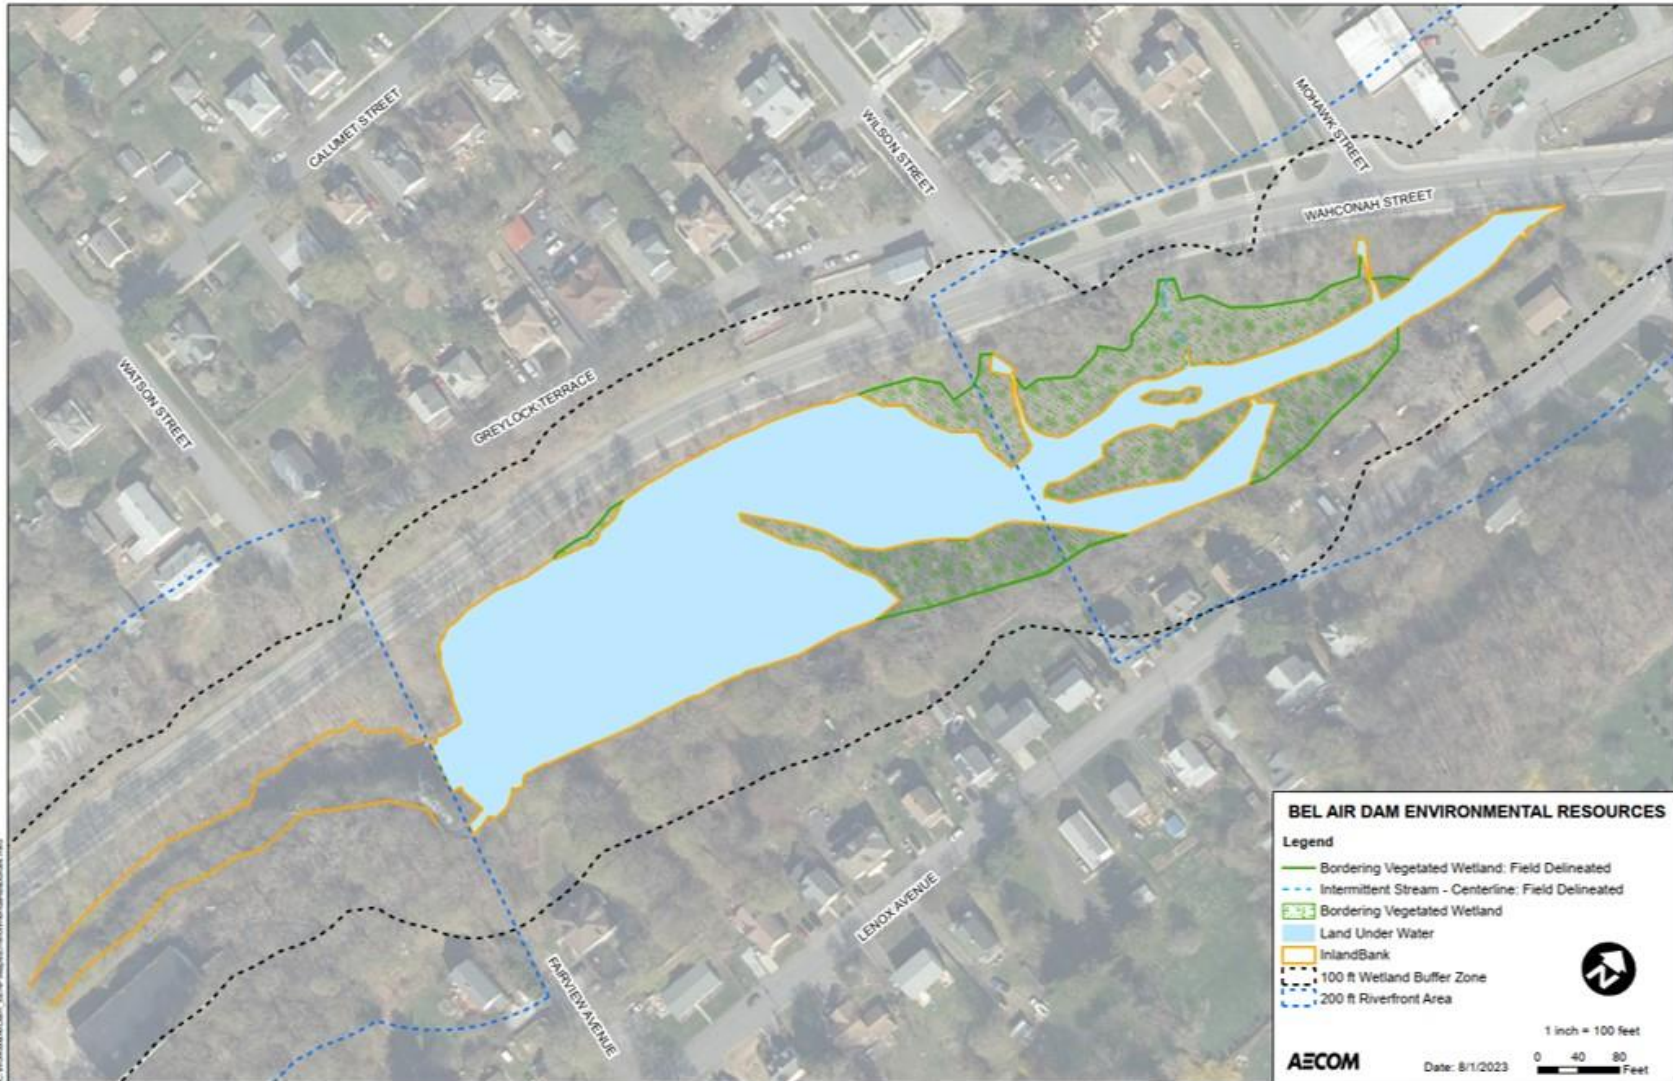 CALUMET STREET
WILSON STREET
MOHAWK STREET
WAHCONAH STREET
WATSON STREET
GREYLOCK TERRACE
LENOX AVENUE
FAIRVIEW AVENUE
BEL AIR DAM ENVIRONMENTAL RESOURCES
Legend
Bordering Vegetated Wetland: Field Delineated
Intermittent Stream - Centerline: Field Delineated
Bordering Vegetated Wetland
Land Under Water
InlandBank
100 ft Wetland Buffer Zone
200 ft Riverfront Area
N
1 inch = 100 feet
0 40 80
Feet
AECOM
Date: 8/1/2023